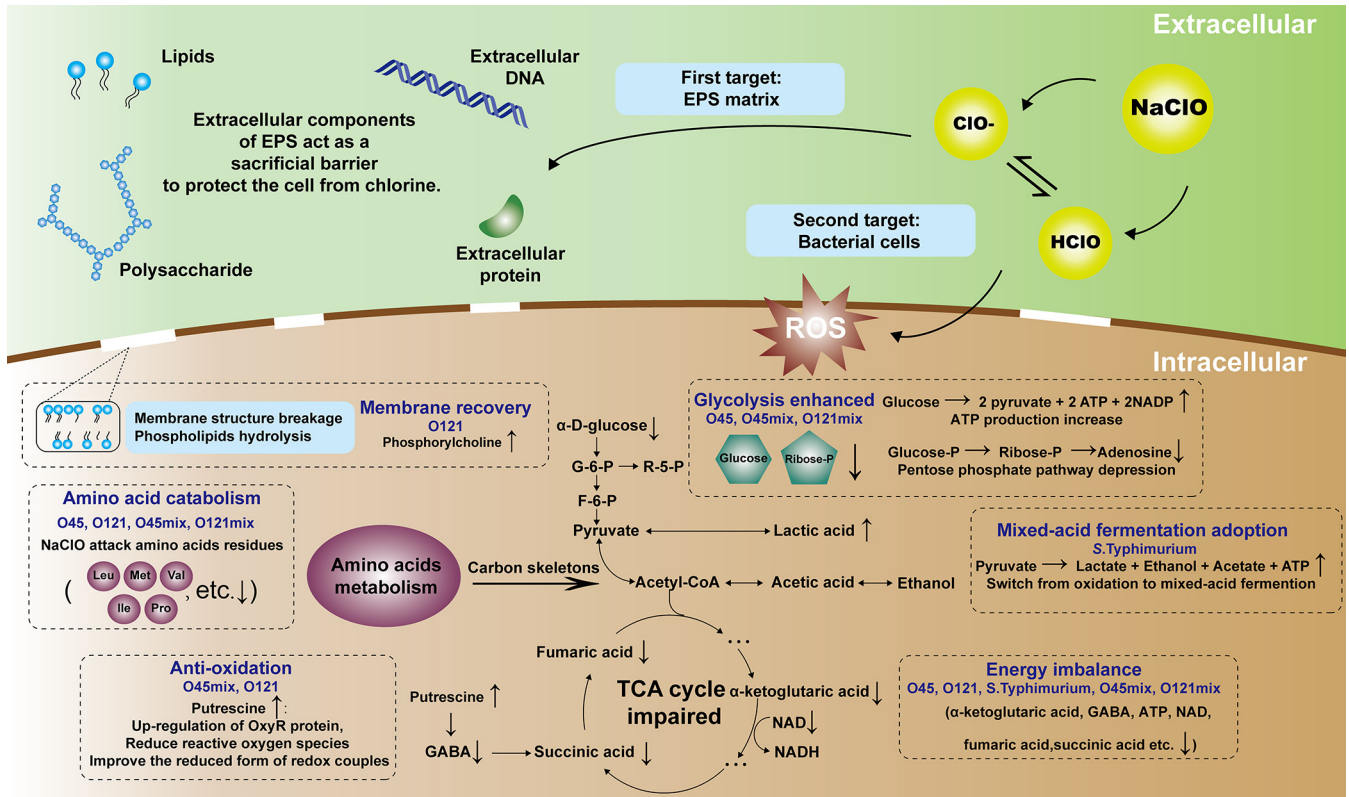 Extracellular
Lipids
Extracellular
DNA
First target:
EPS matrix
NaClO
ClO-
Extracellular components
of EPS act as a
sacrificial barrier
to protect the cell from chlorine.
Second target:
Bacterial cells
HClO
Polysaccharide
Extracellular
protein
ROS
Intracellular
Membrane structure breakage
Phospholipids hydrolysis
Membrane recovery
O121
Phosphorylcholine ↑
α-D-glucose ↓
G-6-P → R-5-P
F-6-P
Pyruvate
Lactic acid ↑
Glycolysis enhanced
O45, O45mix, O121mix
Glucose
Ribose-P
↓
Glucose → 2 pyruvate + 2 ATP + 2NADP ↑
ATP production increase
Glucose-P → Ribose-P → Adenosine ↓
Pentose phosphate pathway depression
Amino acid catabolism
O45, O121, O45mix, O121mix
NaClO attack amino acids residues
( Leu Met Val
Ile Pro , etc.↓)
Amino acids
metabolism
Carbon skeletons
Acetyl-CoA
Acetic acid
Ethanol
Mixed-acid fermentation adoption
S.Typhimurium
Pyruvate → Lactate + Ethanol + Acetate + ATP ↑
Switch from oxidation to mixed-acid fermention
Anti-oxidation
O45mix, O121
Putrescine ↑:
Up-regulation of OxyR protein,
Reduce reactive oxygen species
Improve the reduced form of redox couples
Putrescine ↑
GABA ↓
Succinic acid ↓
Fumaric acid ↓
TCA cycle
impaired
...
α-ketoglutaric acid ↓
NAD ↓
NADH
...
Energy imbalance
O45, O121, S.Typhimurium, O45mix, O121mix
(α-ketoglutaric acid, GABA, ATP, NAD,
fumaric acid,succinic acid etc. ↓)